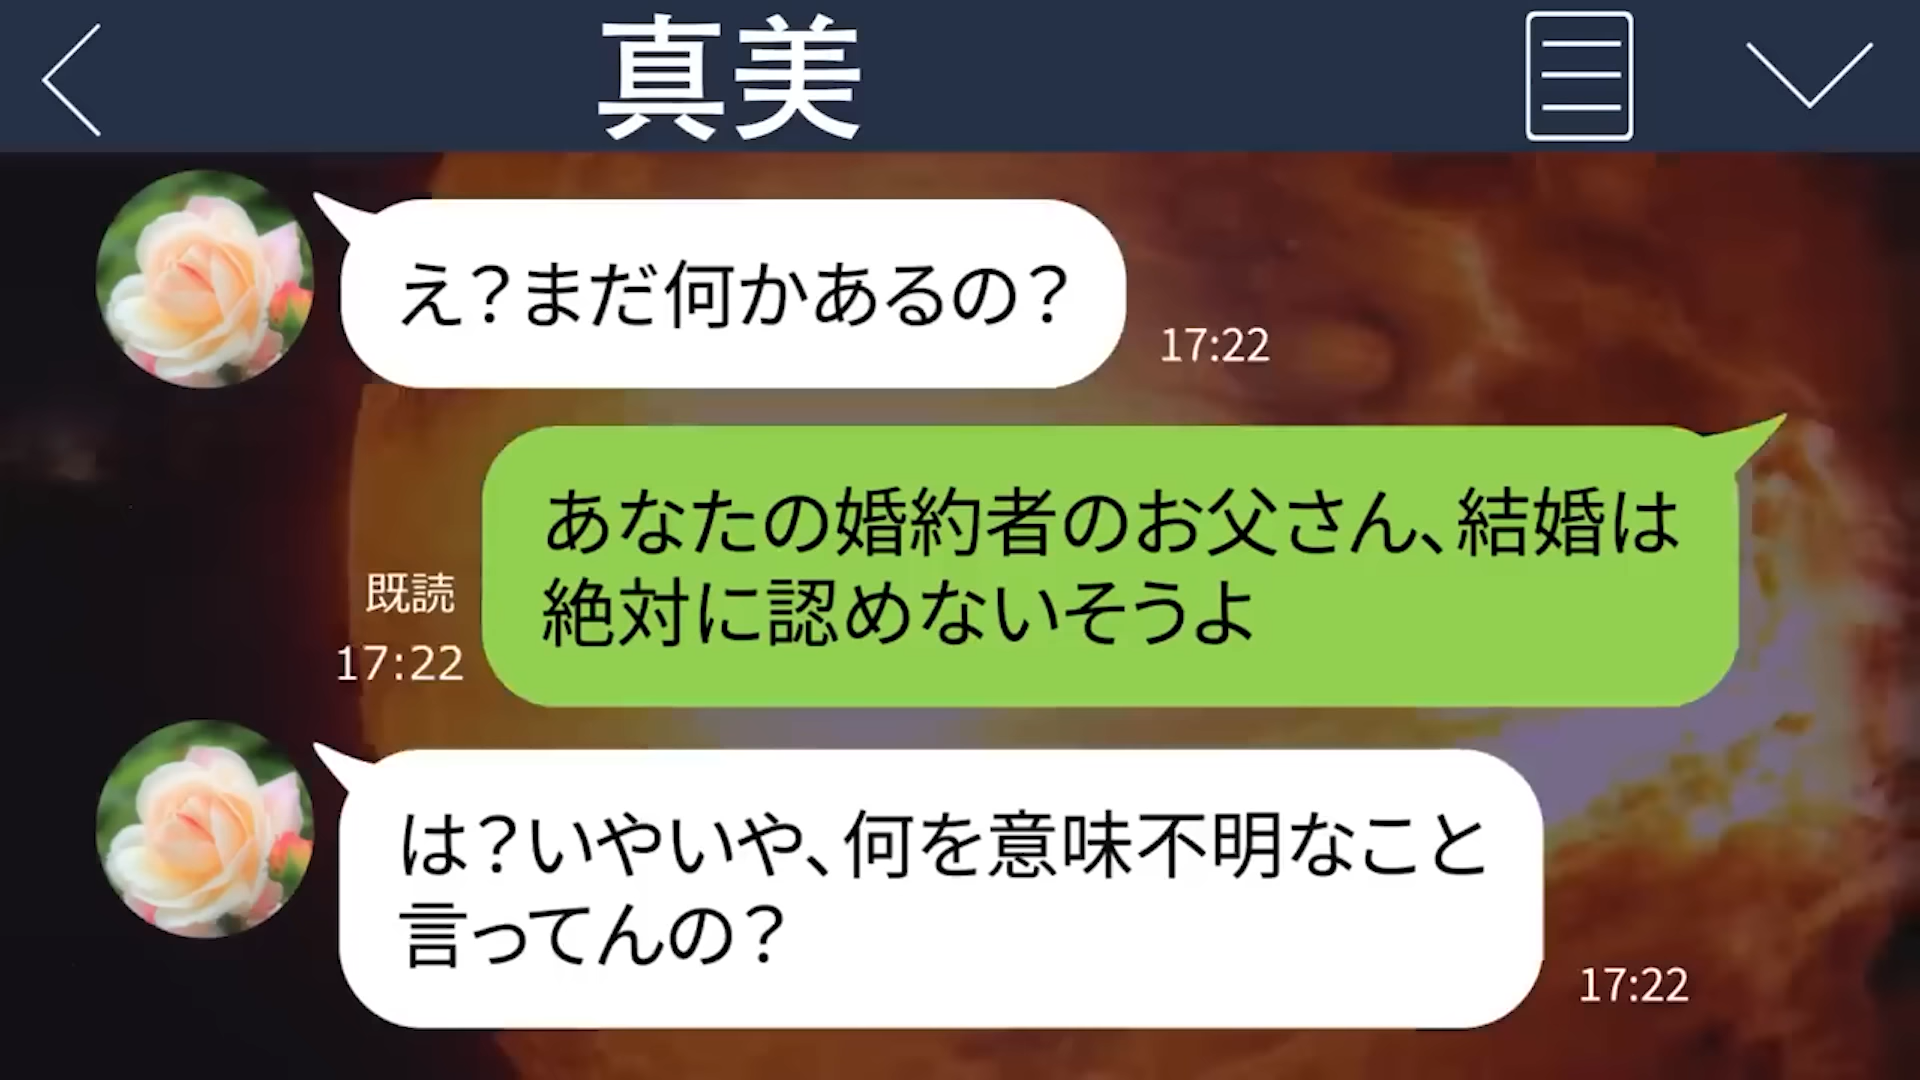 真美
え？まだ何かあるの？
17:22
あなたの婚約者のお父さん、結婚は
絶対に認めないそうよ
既読
17:22
は？いやいや、何を意味不明なこと
言ってんの？
17:22